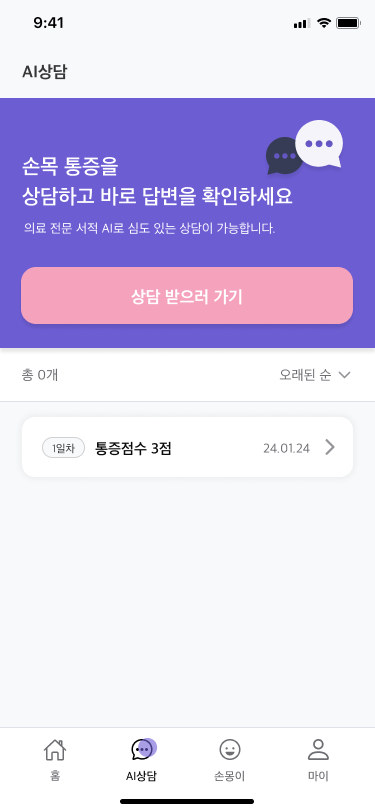 9:41
AI상담
손목 통증을
상담하고 바로 답변을 확인하세요
의료 전문 서적 AI로 심도 있는 상담이 가능합니다.
상담 받으러 가기
총 0개
오래된 순
1일차 통증점수 3점 24.01.24
홈 AI상담 손몽이 마이